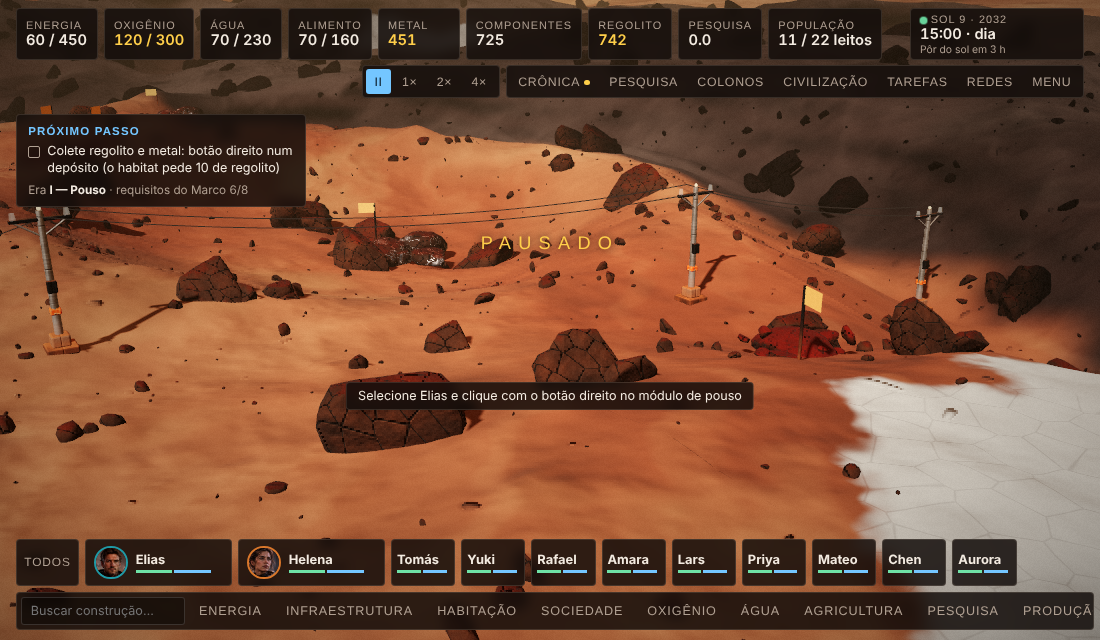 ENERGIA
60 / 450
OXIGÊNIO
120 / 300
ÁGUA
70 / 230
ALIMENTO
70 / 160
METAL
451
COMPONENTES
725
REGOLITO
742
PESQUISA
0.0
POPULAÇÃO
11 / 22 leitos
SOL 9 · 2032
15:00 · dia
Pôr do sol em 3 h
II 1× 2× 4×
CRÔNICA PESQUISA COLONOS CIVILIZAÇÃO TAREFAS REDES MENU
PRÓXIMO PASSO
Colete regolito e metal: botão direito num
depósito (o habitat pede 10 de regolito)
Era I — Pouso · requisitos do Marco 6/8
PAUSADO
Selecione Elias e clique com o botão direito no módulo de pouso
TODOS Elias Helena Tomás Yuki Rafael Amara Lars Priya Mateo Chen Aurora
Buscar construção... ENERGIA INFRAESTRUTURA HABITAÇÃO SOCIEDADE OXIGÊNIO ÁGUA AGRICULTURA PESQUISA PRODUÇÃ